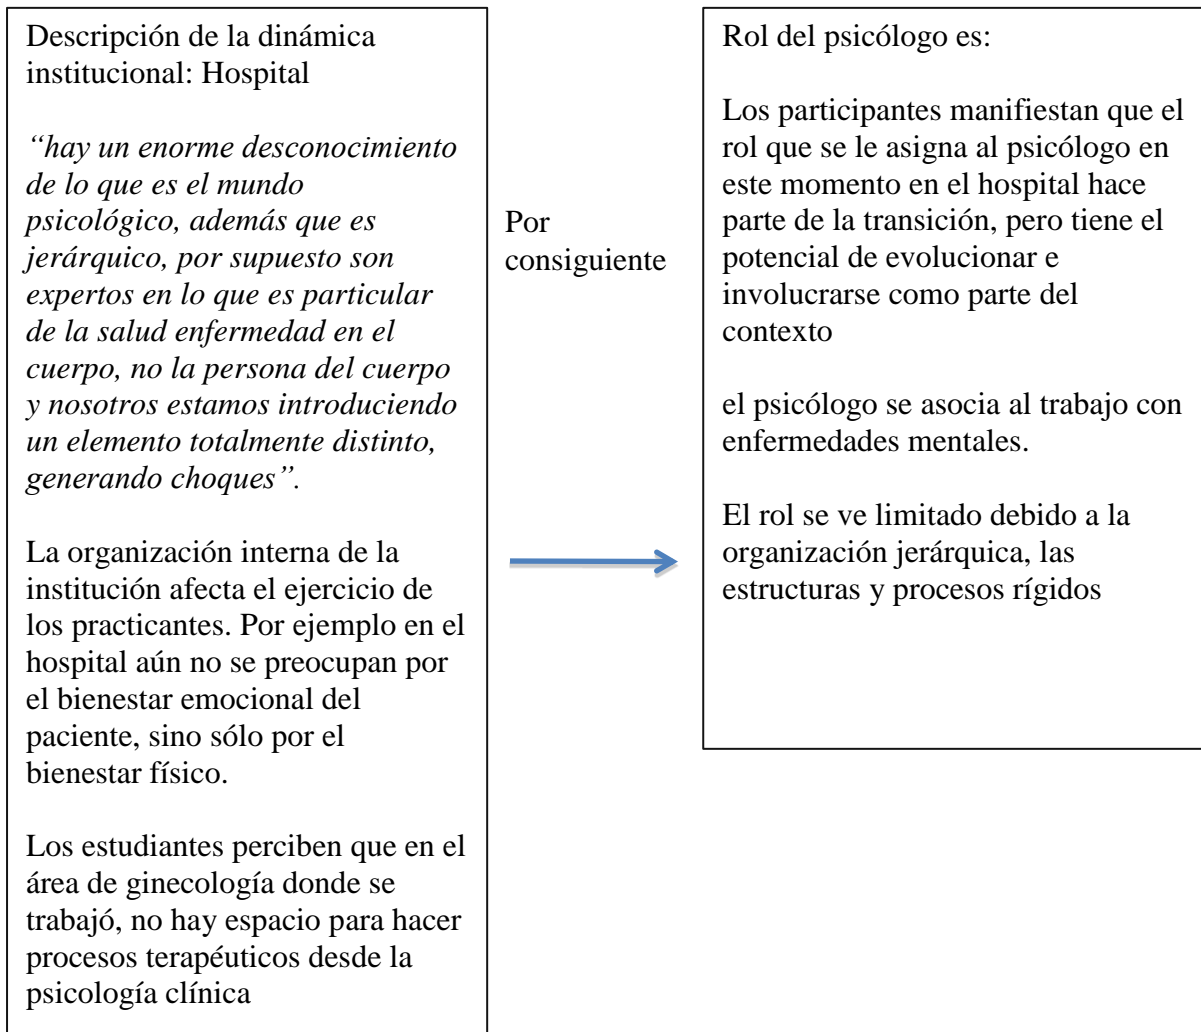 Descripción de la dinámica
institucional: Hospital
“hay un enorme desconocimiento
de lo que es el mundo
psicológico, además que es
jerárquico, por supuesto son
expertos en lo que es particular
de la salud enfermedad en el
cuerpo, no la persona del cuerpo
y nosotros estamos introduciendo
un elemento totalmente distinto,
generando choques”.
La organización interna de la
institución afecta el ejercicio de
los practicantes. Por ejemplo en el
hospital aún no se preocupan por
el bienestar emocional del
paciente, sino sólo por el
bienestar físico.
Los estudiantes perciben que en el
área de ginecología donde se
trabajó, no hay espacio para hacer
procesos terapéuticos desde la
psicología clínica
Por
consiguiente
Rol del psicólogo es:
Los participantes manifiestan que el
rol que se le asigna al psicólogo en
este momento en el hospital hace
parte de la transición, pero tiene el
potencial de evolucionar e
involucrarse como parte del
contexto
el psicólogo se asocia al trabajo con
enfermedades mentales.
El rol se ve limitado debido a la
organización jerárquica, las
estructuras y procesos rígidos